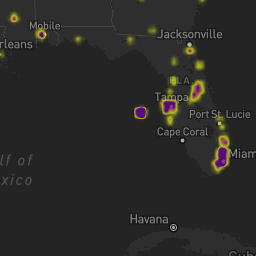 Mobile
Jacksonville
rleans
FLA.
Tampa
Port St. Lucie
Cape Coral
Miam
lf of
xico
Havana
Cub